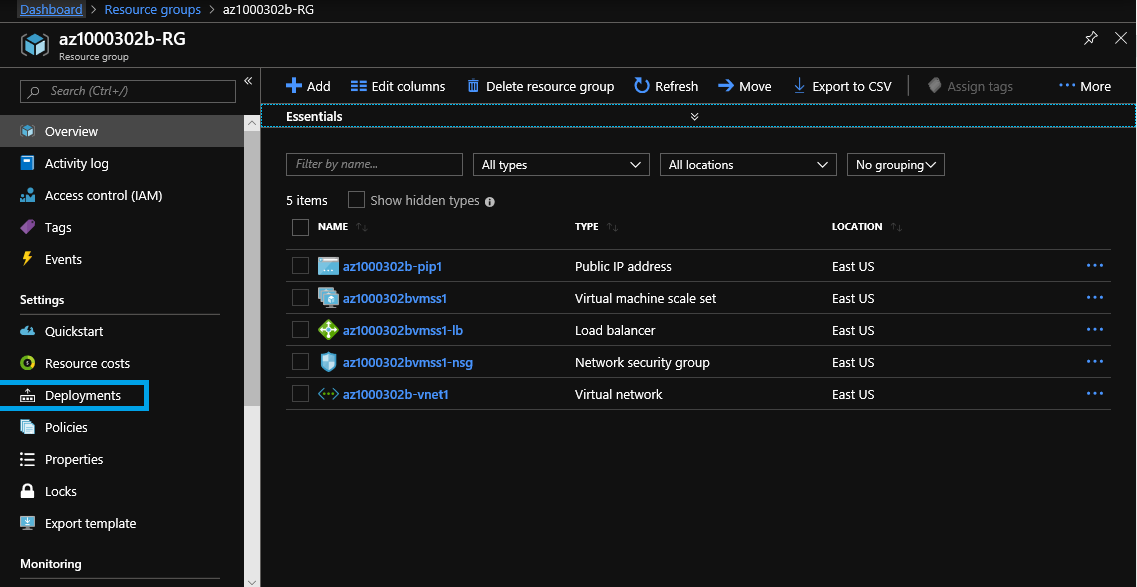 Dashboard > Resource groups > az1000302b-RG
az1000302b-RG
Resource group
Search (Ctrl+/)
Overview
Activity log
Access control (IAM)
Tags
Events
Settings
Quickstart
Resource costs
Deployments
Policies
Properties
Locks
Export template
Monitoring
Add Edit columns Delete resource group Refresh Move Export to CSV Assign tags More
Essentials
Filter by name... All types All locations No grouping
5 items Show hidden types
NAME TYPE LOCATION
az1000302b-pip1 Public IP address East US
az1000302bvmss1 Virtual machine scale set East US
az1000302bvmss1-lb Load balancer East US
az1000302bvmss1-nsg Network security group East US
az1000302b-vnet1 Virtual network East US